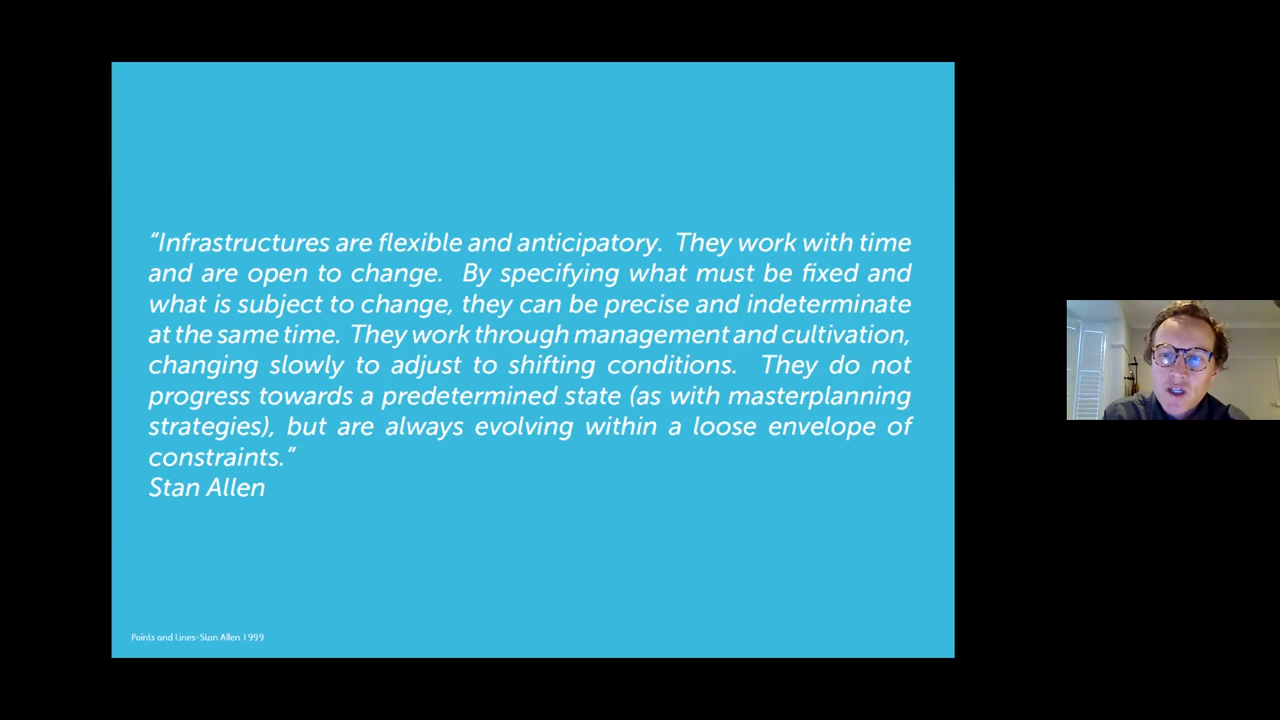 “Infrastructures are flexible and anticipatory. They work with time
and are open to change. By specifying what must be fixed and
what is subject to change, they can be precise and indeterminate
at the same time. They work through management and cultivation,
changing slowly to adjust to shifting conditions. They do not
progress towards a predetermined state (as with masterplanning
strategies), but are always evolving within a loose envelope of
constraints.”
Stan Allen
Points and Lines - Stan Allen 1999